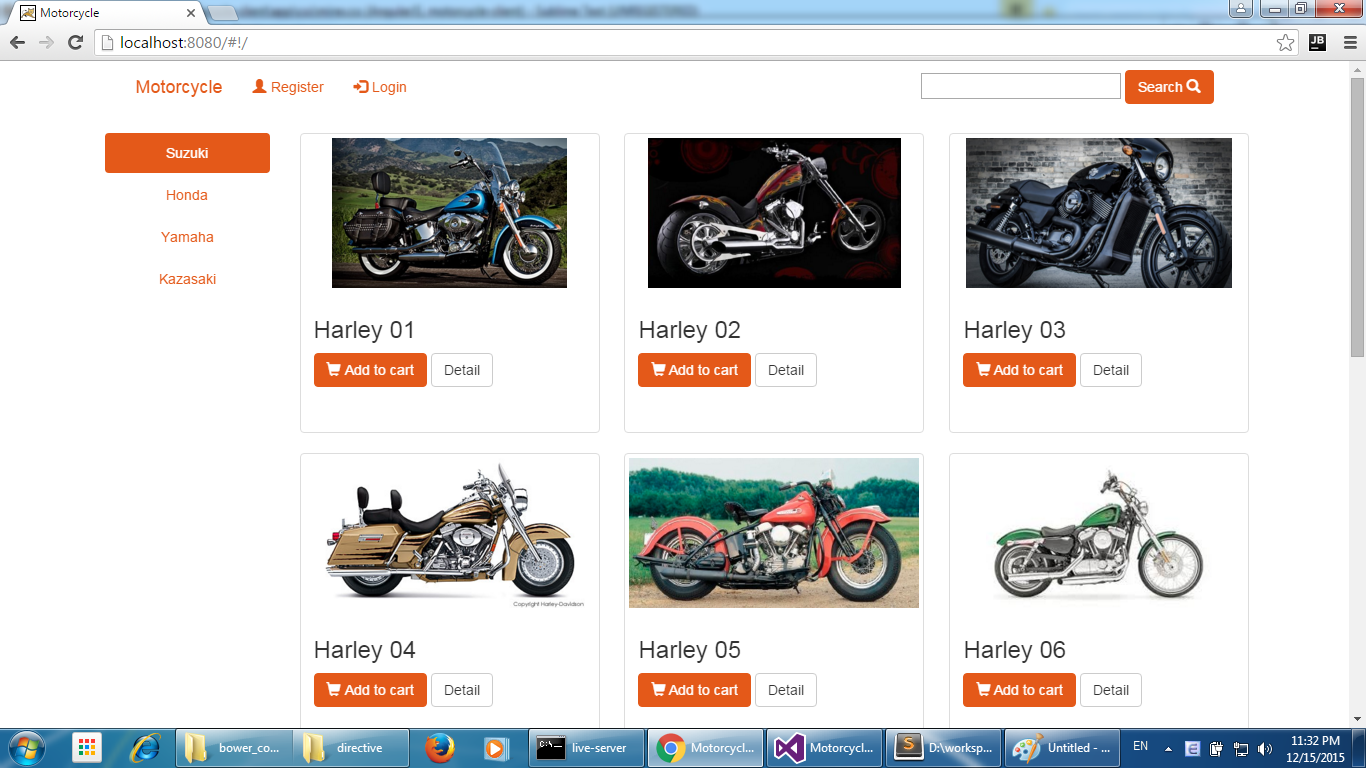 Motorcycle
localhost:8080/#!/
Motorcycle Register Login Search
Suzuki
Honda
Yamaha
Kazasaki
Harley 01
Add to cart Detail
Harley 02
Add to cart Detail
Harley 03
Add to cart Detail
Copyright Harley-Davidson
Harley 04
Add to cart Detail
Harley 05
Add to cart Detail
Harley 06
Add to cart Detail
bower_co...
directive
live-server
Motorcycl...
Motorcycl...
D:\worksp...
Untitled - ...
EN
11:32 PM
12/15/2015